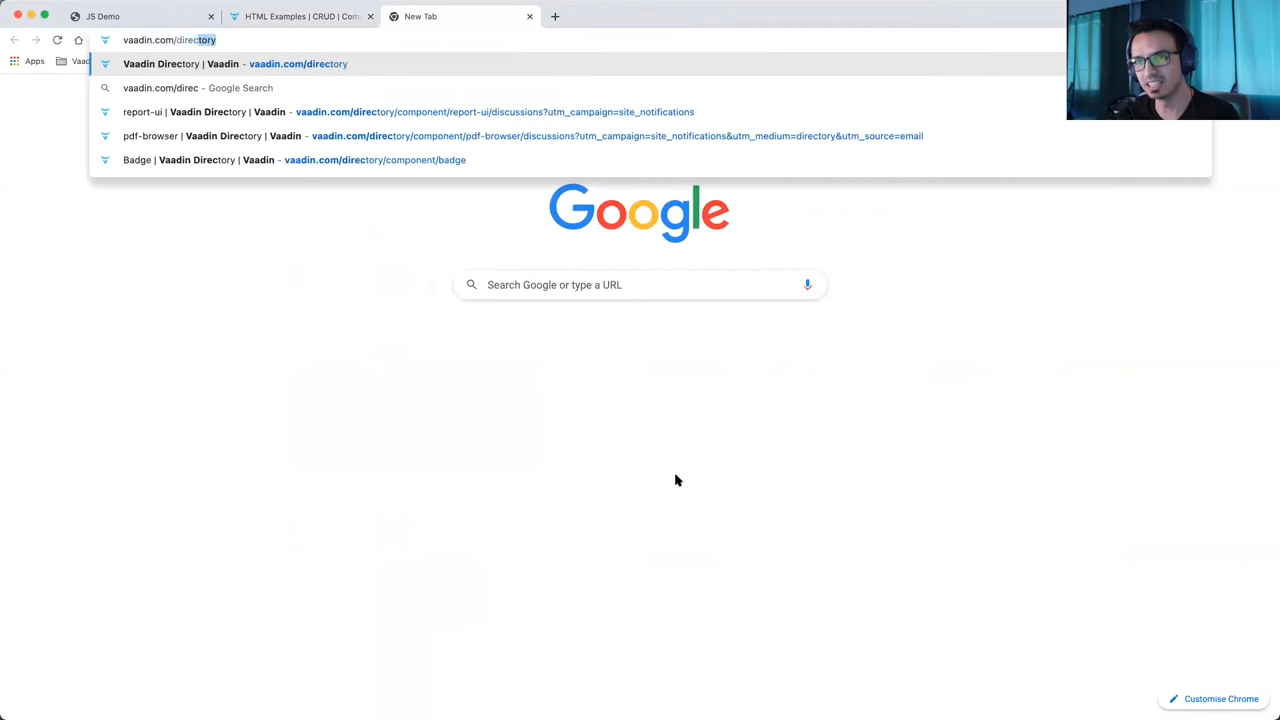 JS Demo
HTML Examples | CRUD | Com
New Tab
vaadin.com/directory
Apps
Vaad
Vaadin Directory | Vaadin - vaadin.com/directory
vaadin.com/direc - Google Search
report-ui | Vaadin Directory | Vaadin - vaadin.com/directory/component/report-ui/discussions?utm_campaign=site_notifications
pdf-browser | Vaadin Directory | Vaadin - vaadin.com/directory/component/pdf-browser/discussions?utm_campaign=site_notifications&utm_medium=directory&utm_source=email
Badge | Vaadin Directory | Vaadin - vaadin.com/directory/component/badge
Google
Search Google or type a URL
Customise Chrome